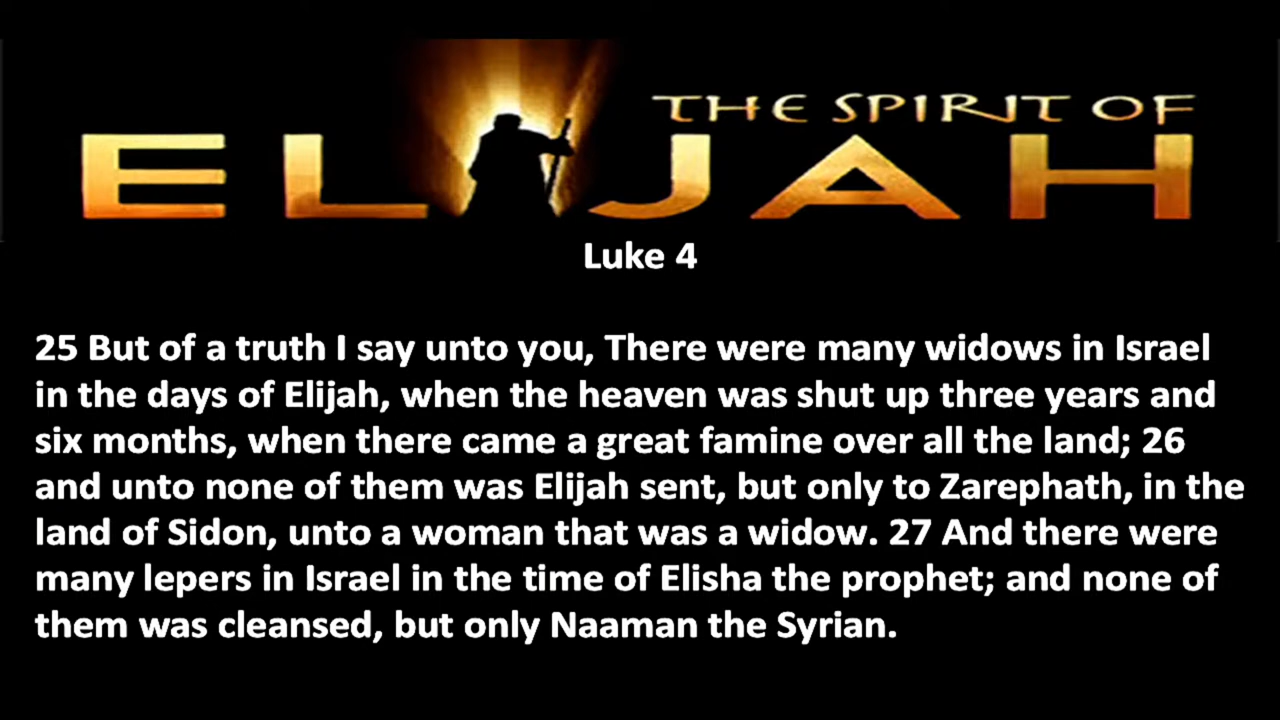 THE SPIRIT OF
ELIJAH
Luke 4
25 But of a truth I say unto you, There were many widows in Israel
in the days of Elijah, when the heaven was shut up three years and
six months, when there came a great famine over all the land; 26
and unto none of them was Elijah sent, but only to Zarephath, in the
land of Sidon, unto a woman that was a widow. 27 And there were
many lepers in Israel in the time of Elisha the prophet; and none of
them was cleansed, but only Naaman the Syrian.